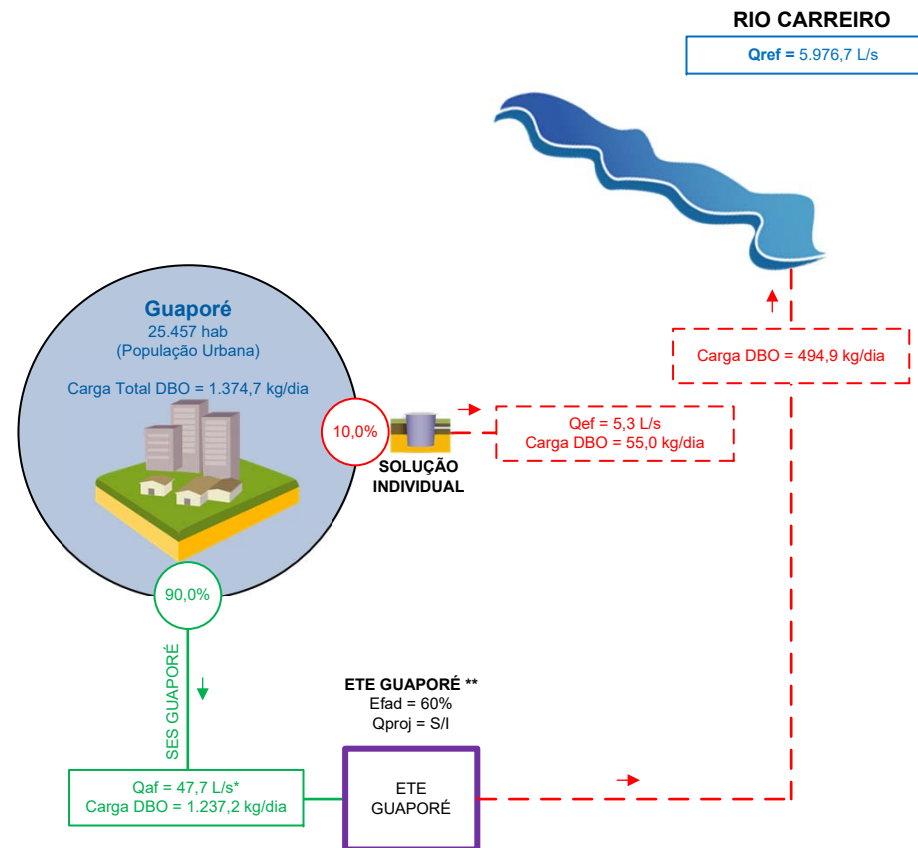 RIO CARREIRO
Qref = 5.976,7 L/s
Guaporé
25.457 hab
(População Urbana)
Carga Total DBO = 1.374,7 kg/dia
Carga DBO = 494,9 kg/dia
10,0%
Qef = 5,3 L/s
Carga DBO = 55,0 kg/dia
SOLUÇÃO
INDIVIDUAL
90,0%
SES GUAPORÉ
ETE GUAPORÉ **
Efad = 60%
Qproj = S/I
Qaf = 47,7 L/s*
Carga DBO = 1.237,2 kg/dia
ETE
GUAPORÉ